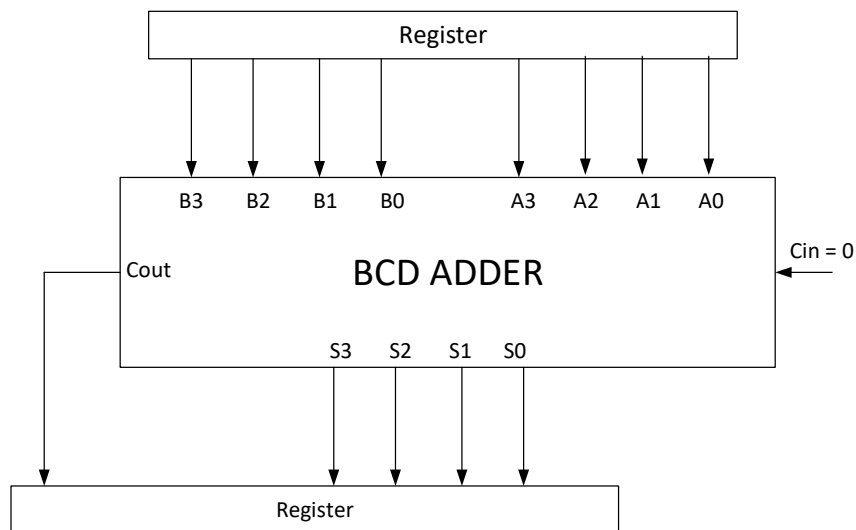 Register
B3 B2 B1 B0 A3 A2 A1 A0
Cin = 0
Cout
BCD ADDER
S3 S2 S1 S0
Register